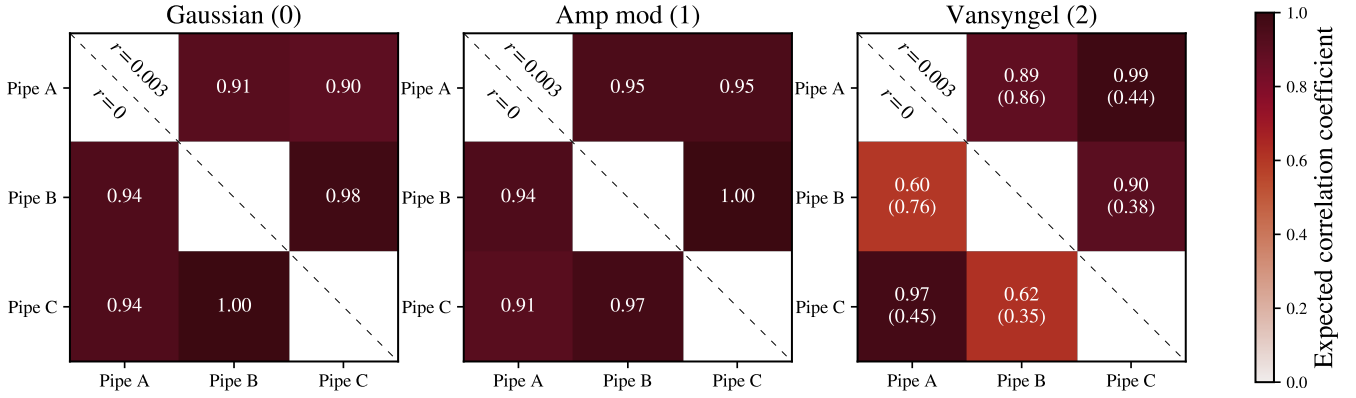 Gaussian (0)
Amp mod (1)
Vansyngel (2)
Pipe A
r=0.003
r=0
0.91
0.90
Pipe B
0.94
0.98
Pipe C
0.94
1.00
Pipe A
Pipe B
Pipe C
Pipe A
r=0.003
r=0
0.95
0.95
Pipe B
0.94
1.00
Pipe C
0.91
0.97
Pipe A
Pipe B
Pipe C
Pipe A
r=0.003
r=0
0.89
(0.86)
0.99
(0.44)
Pipe B
0.60
(0.76)
0.90
(0.38)
Pipe C
0.97
(0.45)
0.62
(0.35)
Pipe A
Pipe B
Pipe C
1.0
0.8
0.6
0.4
0.2
0.0
Expected correlation coefficient